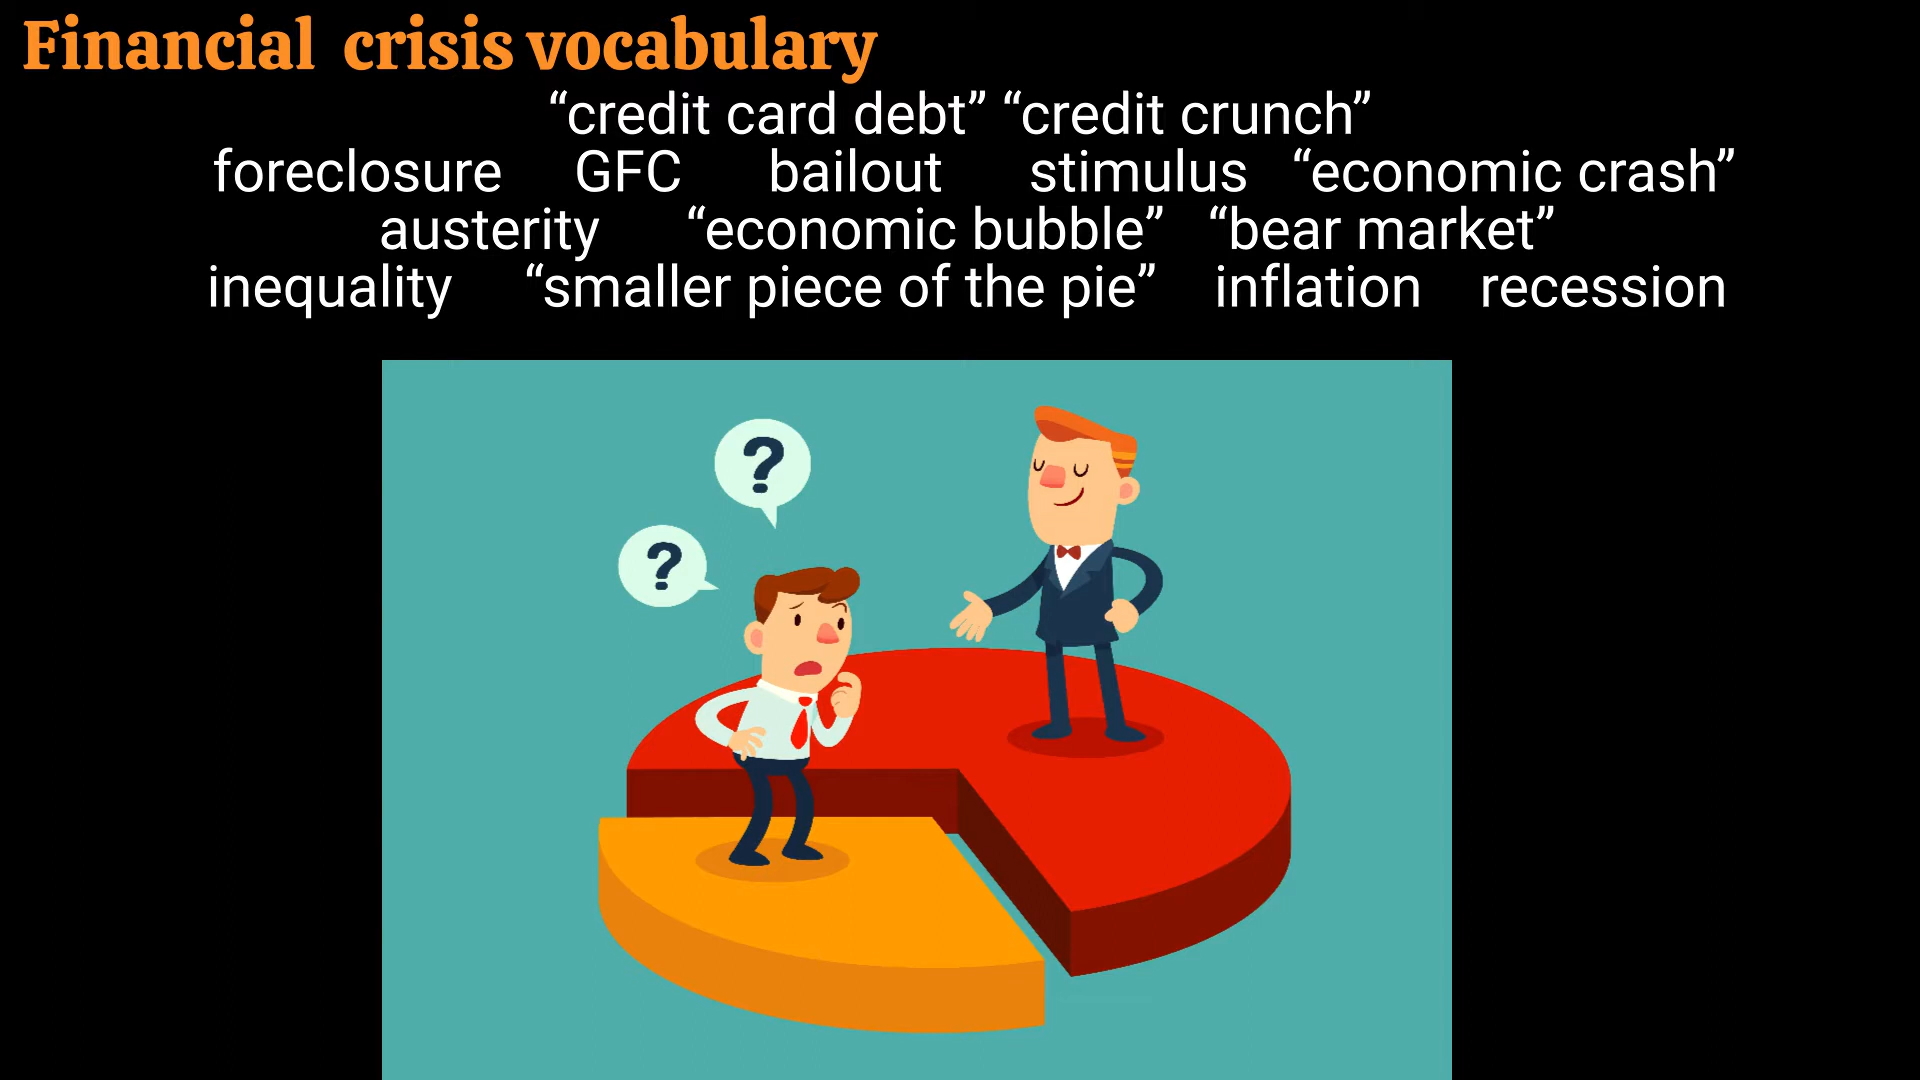 Financial crisis vocabulary
“credit card debt” “credit crunch”
foreclosure GFC bailout stimulus “economic crash”
austerity “economic bubble” “bear market”
inequality “smaller piece of the pie” inflation recession
?
?